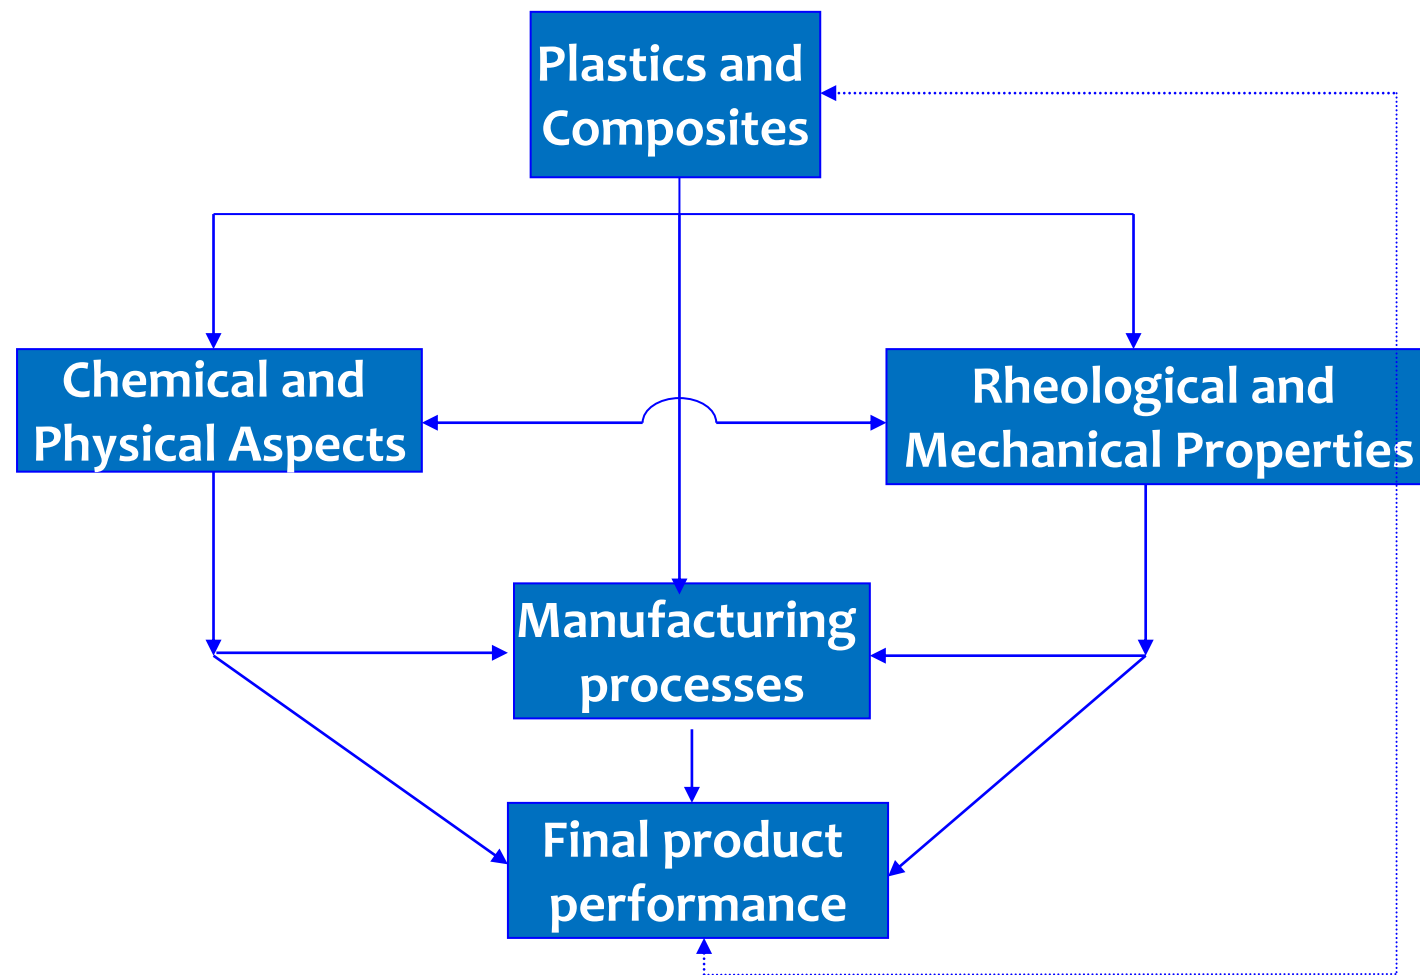 Plastics and
Composites
Chemical and
Physical Aspects
Rheological and
Mechanical Properties
Manufacturing
processes
Final product
performance